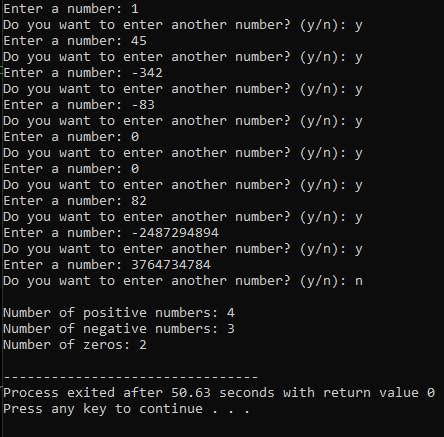 Enter a number: 1
Do you want to enter another number? (y/n): y
Enter a number: 45
Do you want to enter another number? (y/n): y
Enter a number: -342
Do you want to enter another number? (y/n): y
Enter a number: -83
Do you want to enter another number? (y/n): y
Enter a number: 0
Do you want to enter another number? (y/n): y
Enter a number: 0
Do you want to enter another number? (y/n): y
Enter a number: 82
Do you want to enter another number? (y/n): y
Enter a number: -2487294894
Do you want to enter another number? (y/n): y
Enter a number: 3764734784
Do you want to enter another number? (y/n): n
Number of positive numbers: 4
Number of negative numbers: 3
Number of zeros: 2
--------------------------------
Process exited after 50.63 seconds with return value 0
Press any key to continue . . .